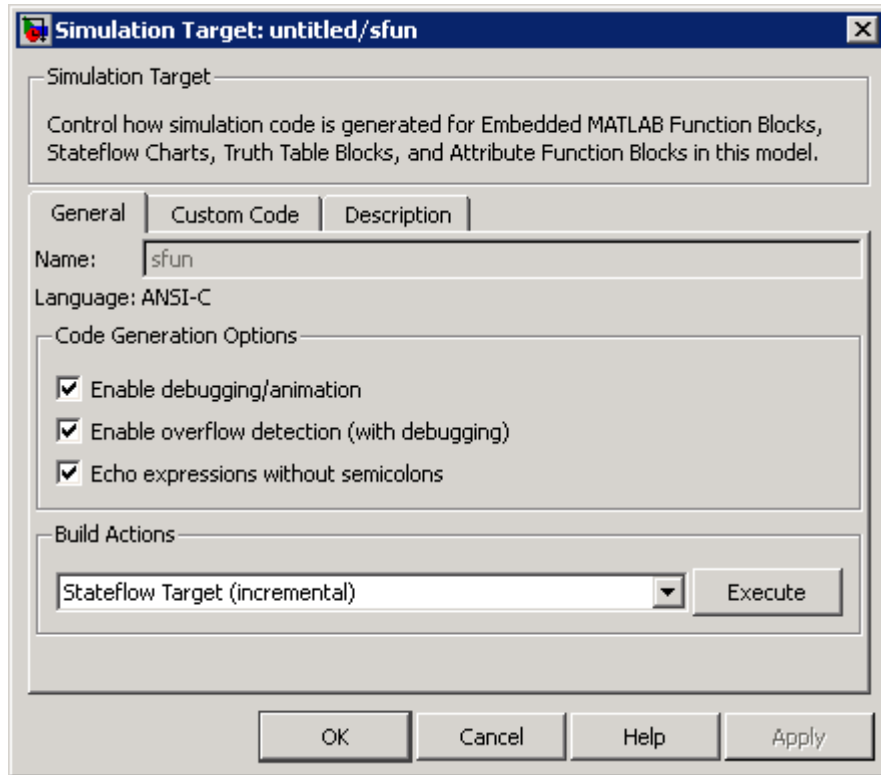 Simulation Target: untitled/sfun
Simulation Target
Control how simulation code is generated for Embedded MATLAB Function Blocks,
Stateflow Charts, Truth Table Blocks, and Attribute Function Blocks in this model.
General Custom Code Description
Name: sfun
Language: ANSI-C
Code Generation Options
Enable debugging/animation
Enable overflow detection (with debugging)
Echo expressions without semicolons
Build Actions
Stateflow Target (incremental) Execute
OK Cancel Help Apply